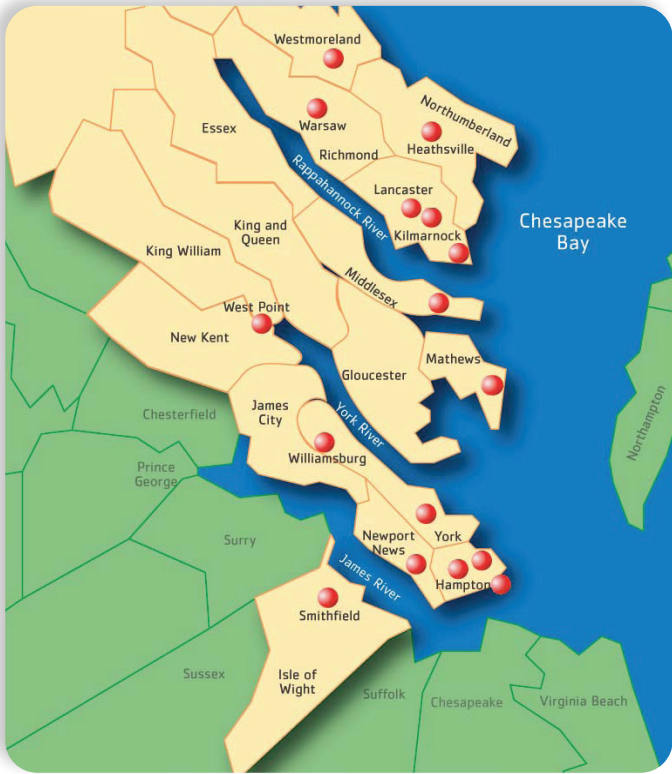 Westmoreland
Northumberland
Essex
Warsaw
Heathsville
Richmond
Rappahannock River
Lancaster
Kilmarnock
Chesapeake
Bay
King and
Queen
King William
Middlesex
West Point
New Kent
Mathews
Gloucester
Northampton
James
City
Chesterfield
York River
Williamsburg
Prince
George
Newport
News
York
Surry
James River
Hampton
Smithfield
Isle of
Wight
Sussex
Suffolk
Chesapeake
Virginia Beach